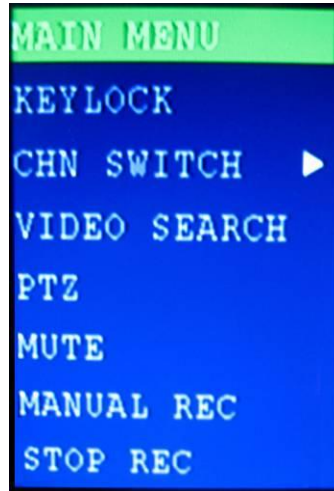 MAIN MENU
KEYLOCK
CHN SWITCH
VIDEO SEARCH
PTZ
MUTE
MANUAL REC
STOP REC